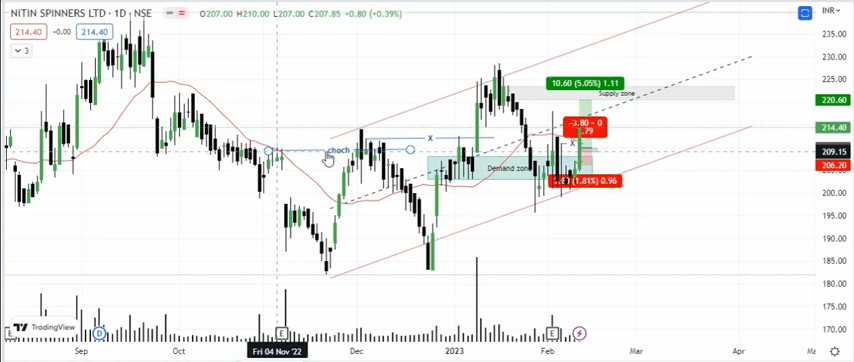 NITIN SPINNERS LTD · 1D · NSE
O207.00 H210.00 L207.00 C207.85 +0.80 (+0.39%)
INR
214.40 −0.00 214.40
3
235.00
230.00
225.00
220.60
214.40
209.15
206.20
200.00
195.00
190.00
185.00
180.00
175.00
170.00
10.60 (5.05%) 1.11
Supply zone
X
choch
X
Demand zone
(1.81%) 0.96
TradingView
D
E
E
Sep
Oct
Fri 04 Nov '22
Dec
2023
Feb
Mar
Apr
Ma